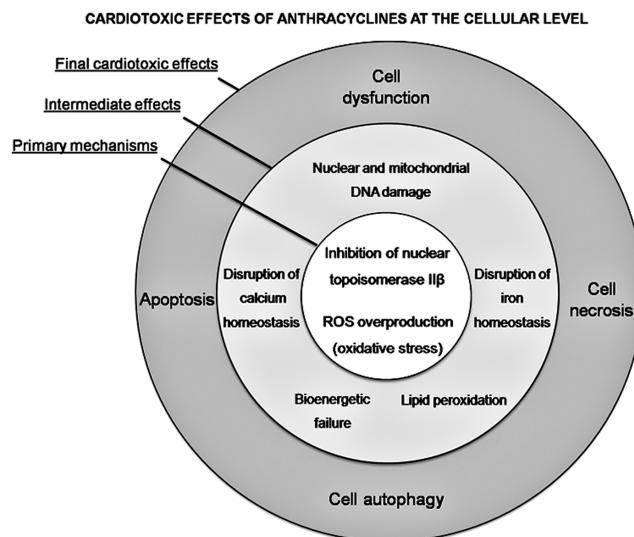 CARDIOTOXIC EFFECTS OF ANTHRACYCLINES AT THE CELLULAR LEVEL
Final cardiotoxic effects
Intermediate effects
Primary mechanisms
Cell
dysfunction
Nuclear and mitochondrial
DNA damage
Inhibition of nuclear
topoisomerase IIβ
ROS overproduction
(oxidative stress)
Disruption of
calcium
homeostasis
Disruption of
iron
homeostasis
Apoptosis
Cell
necrosis
Bioenergetic
failure
Lipid peroxidation
Cell autophagy